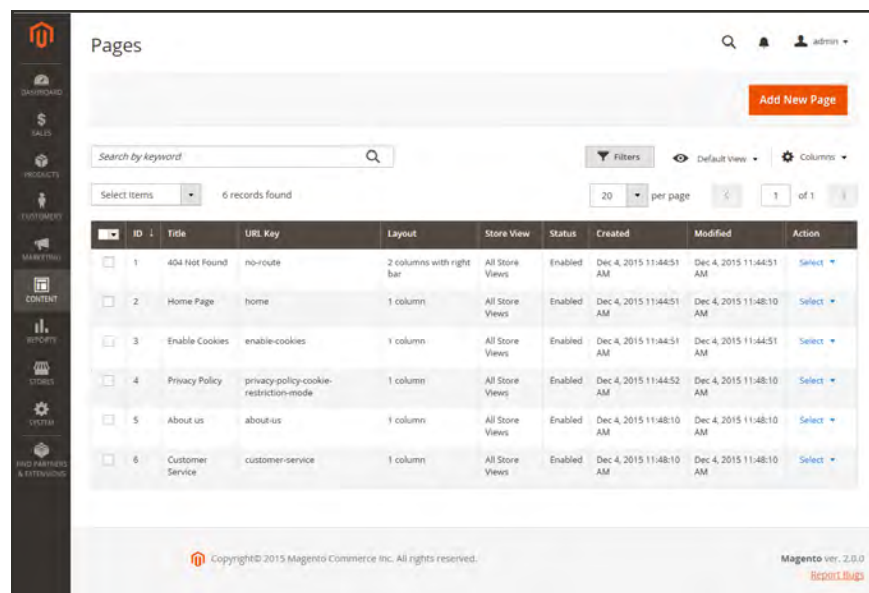 Pages
admin
DASHBOARD
SALES
PRODUCTS
CUSTOMERS
MARKETING
CONTENT
REPORTS
STORES
SYSTEM
FIND PARTNERS
& EXTENSIONS
Add New Page
Search by keyword
Filters
Default View
Columns
Select Items
6 records found
20 per page
1 of 1
ID ↓ Title URL Key Layout Store View Status Created Modified Action
1 404 Not Found no-route 2 columns with right All Store Enabled Dec 4, 2015 11:44:51 Dec 4, 2015 11:44:51 Select
bar Views AM AM
2 Home Page home 1 column All Store Enabled Dec 4, 2015 11:44:51 Dec 4, 2015 11:48:10 Select
Views AM AM
3 Enable Cookies enable-cookies 1 column All Store Enabled Dec 4, 2015 11:44:51 Dec 4, 2015 11:44:51 Select
Views AM AM
4 Privacy Policy privacy-policy-cookie- 1 column All Store Enabled Dec 4, 2015 11:44:52 Dec 4, 2015 11:48:10 Select
restriction-mode Views AM AM
5 About us about-us 1 column All Store Enabled Dec 4, 2015 11:48:10 Dec 4, 2015 11:48:10 Select
Views AM AM
6 Customer customer-service 1 column All Store Enabled Dec 4, 2015 11:48:10 Dec 4, 2015 11:48:10 Select
Service Views AM AM
Copyright© 2015 Magento Commerce Inc. All rights reserved.
Magento ver. 2.0.0
Report Bugs